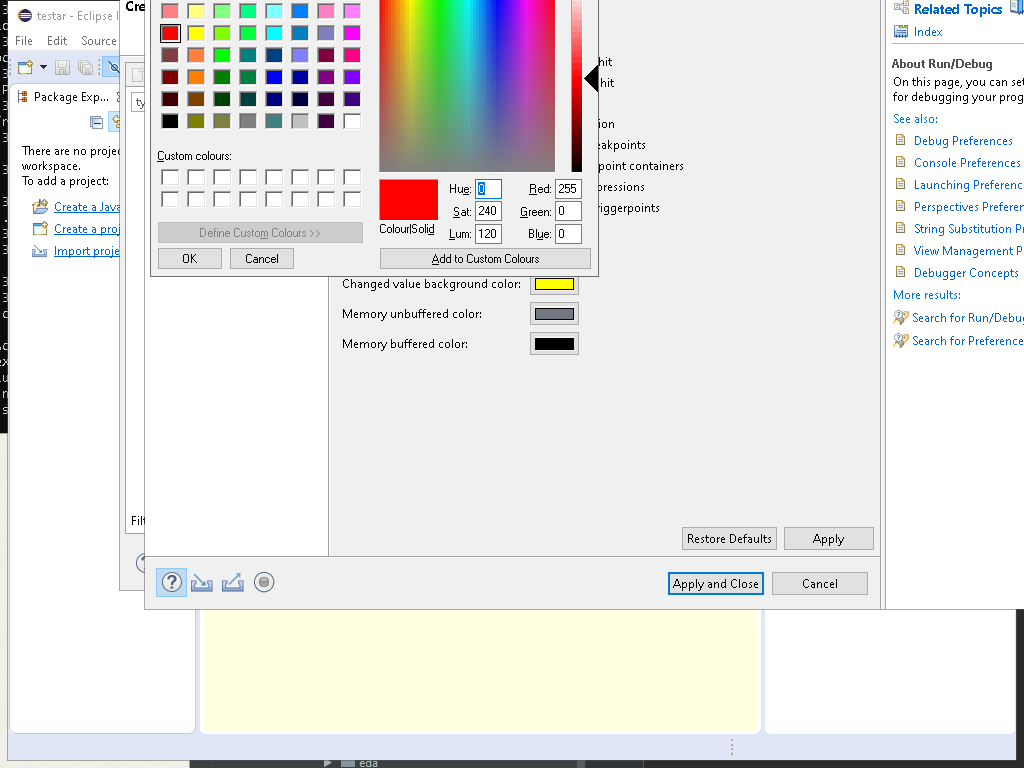 testar - Eclipse I
Cre
File Edit Source
Package Exp...
ty
There are no proje
workspace.
To add a project:
Create a Java
Create a proj
Import proje
Custom colours:
Define Custom Colours >>
OK
Cancel
Hue: 0
Sat: 240
Lum: 120
Red: 255
Green: 0
Blue: 0
Colour|Solid
Add to Custom Colours
hit
hit
ion
eakpoints
point containers
pressions
riggerpoints
Changed value background color:
Memory unbuffered color:
Memory buffered color:
Filt
Restore Defaults
Apply
Apply and Close
Cancel
Related Topics
Index
About Run/Debug
On this page, you can set
for debugging your prog
See also:
Debug Preferences
Console Preferences
Launching Preferenc
Perspectives Preferer
String Substitution Pr
View Management P
Debugger Concepts
More results:
Search for Run/Debug
Search for Preference
eda